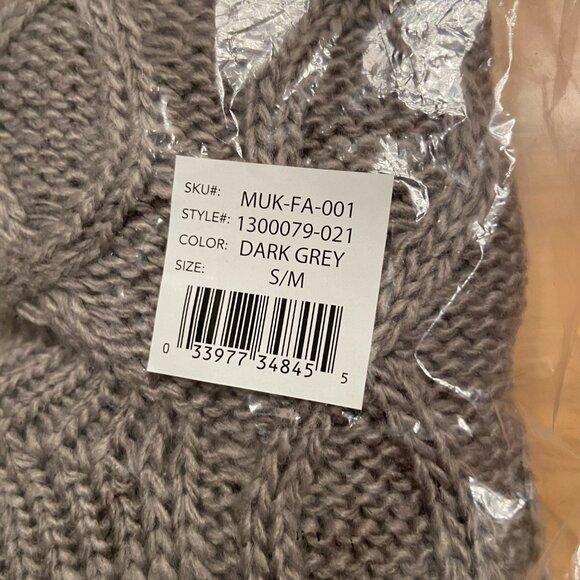 SKU#: MUK-FA-001
STYLE#: 1300079-021
COLOR: DARK GREY
SIZE: S/M
0 33977 34845 5